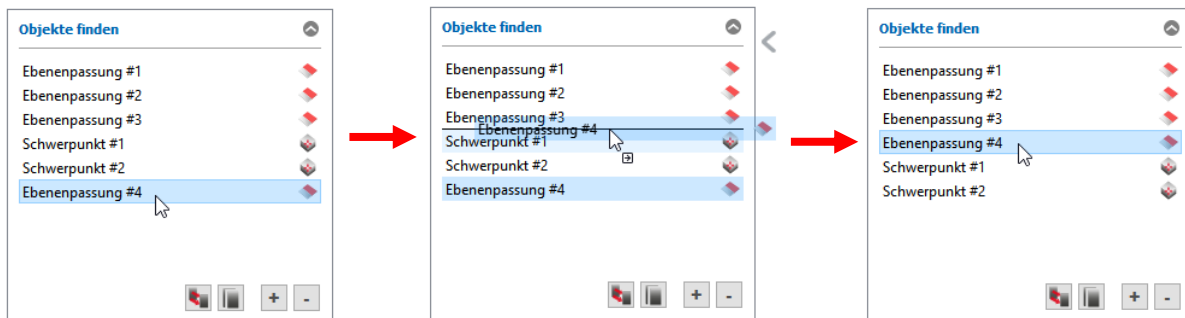 Objekte finden
Ebenenpassung #1
Ebenenpassung #2
Ebenenpassung #3
Schwerpunkt #1
Schwerpunkt #2
Ebenenpassung #4
+ -
Objekte finden
Ebenenpassung #1
Ebenenpassung #2
Ebenenpassung #3
Ebenenpassung #4
Schwerpunkt #1
Schwerpunkt #2
Ebenenpassung #4
+ -
Objekte finden
Ebenenpassung #1
Ebenenpassung #2
Ebenenpassung #3
Ebenenpassung #4
Schwerpunkt #1
Schwerpunkt #2
+ -